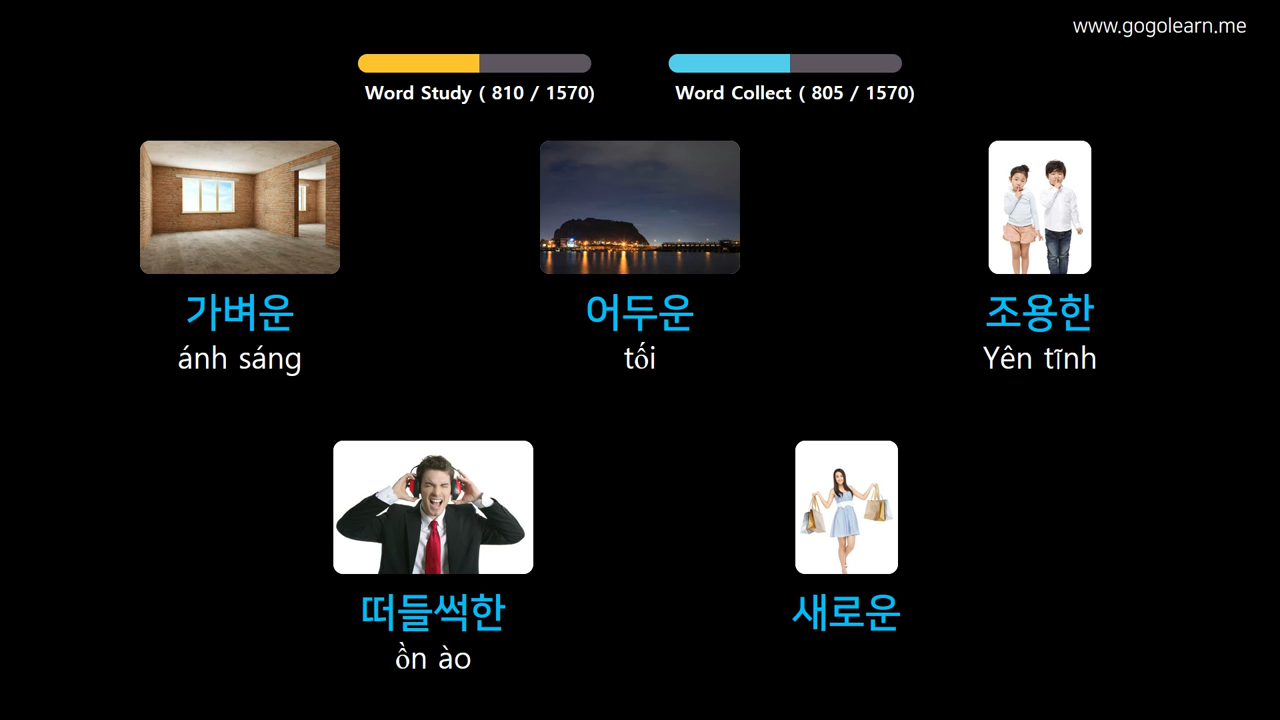 www.gogolearn.me
Word Study ( 810 / 1570)
Word Collect ( 805 / 1570)
가벼운
어두운
조용한
ánh sáng
tối
Yên tĩnh
떠들썩한
새로운
ồn ào